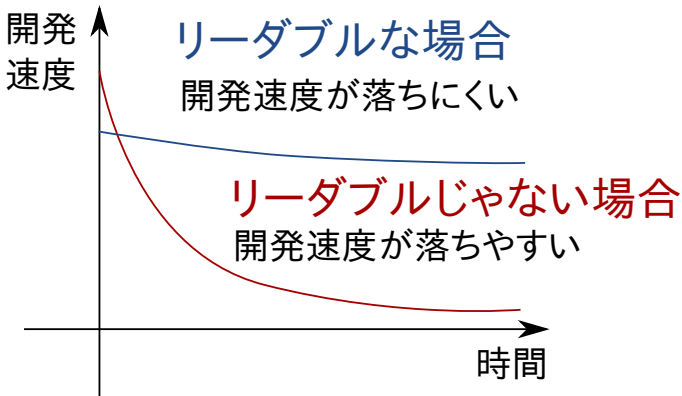 開発
速度
リーダブルな場合
開発速度が落ちにくい
リーダブルじゃない場合
開発速度が落ちやすい
時間